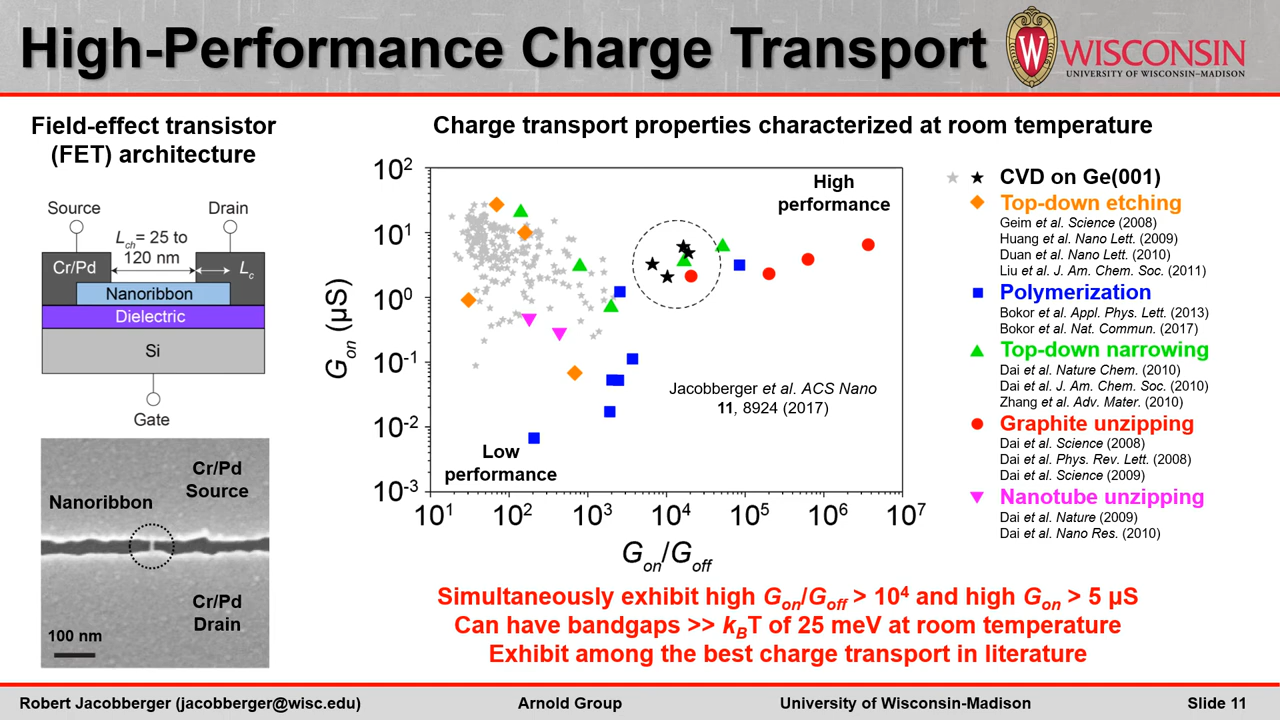 High-Performance Charge Transport
W
WISCONSIN
UNIVERSITY OF WISCONSIN–MADISON
Field-effect transistor
(FET) architecture
Source
Drain
Lch = 25 to
120 nm
Cr/Pd
Lc
Nanoribbon
Dielectric
Si
Gate
Cr/Pd
Source
Nanoribbon
Cr/Pd
Drain
100 nm
Charge transport properties characterized at room temperature
10²
10¹
10⁰
10⁻¹
10⁻²
10⁻³
Gon (µS)
High
performance
Jacobberger et al. ACS Nano
11, 8924 (2017)
Low
performance
10¹ 10² 10³ 10⁴ 10⁵ 10⁶ 10⁷
Gon/Goff
CVD on Ge(001)
Top-down etching
Geim et al. Science (2008)
Huang et al. Nano Lett. (2009)
Duan et al. Nano Lett. (2010)
Liu et al. J. Am. Chem. Soc. (2011)
Polymerization
Bokor et al. Appl. Phys. Lett. (2013)
Bokor et al. Nat. Commun. (2017)
Top-down narrowing
Dai et al. Nature Chem. (2010)
Dai et al. J. Am. Chem. Soc. (2010)
Zhang et al. Adv. Mater. (2010)
Graphite unzipping
Dai et al. Science (2008)
Dai et al. Phys. Rev. Lett. (2008)
Dai et al. Science (2009)
Nanotube unzipping
Dai et al. Nature (2009)
Dai et al. Nano Res. (2010)
Simultaneously exhibit high Gon/Goff > 10⁴ and high Gon > 5 µS
Can have bandgaps >> kBT of 25 meV at room temperature
Exhibit among the best charge transport in literature
Robert Jacobberger (jacobberger@wisc.edu)
Arnold Group
University of Wisconsin-Madison
Slide 11